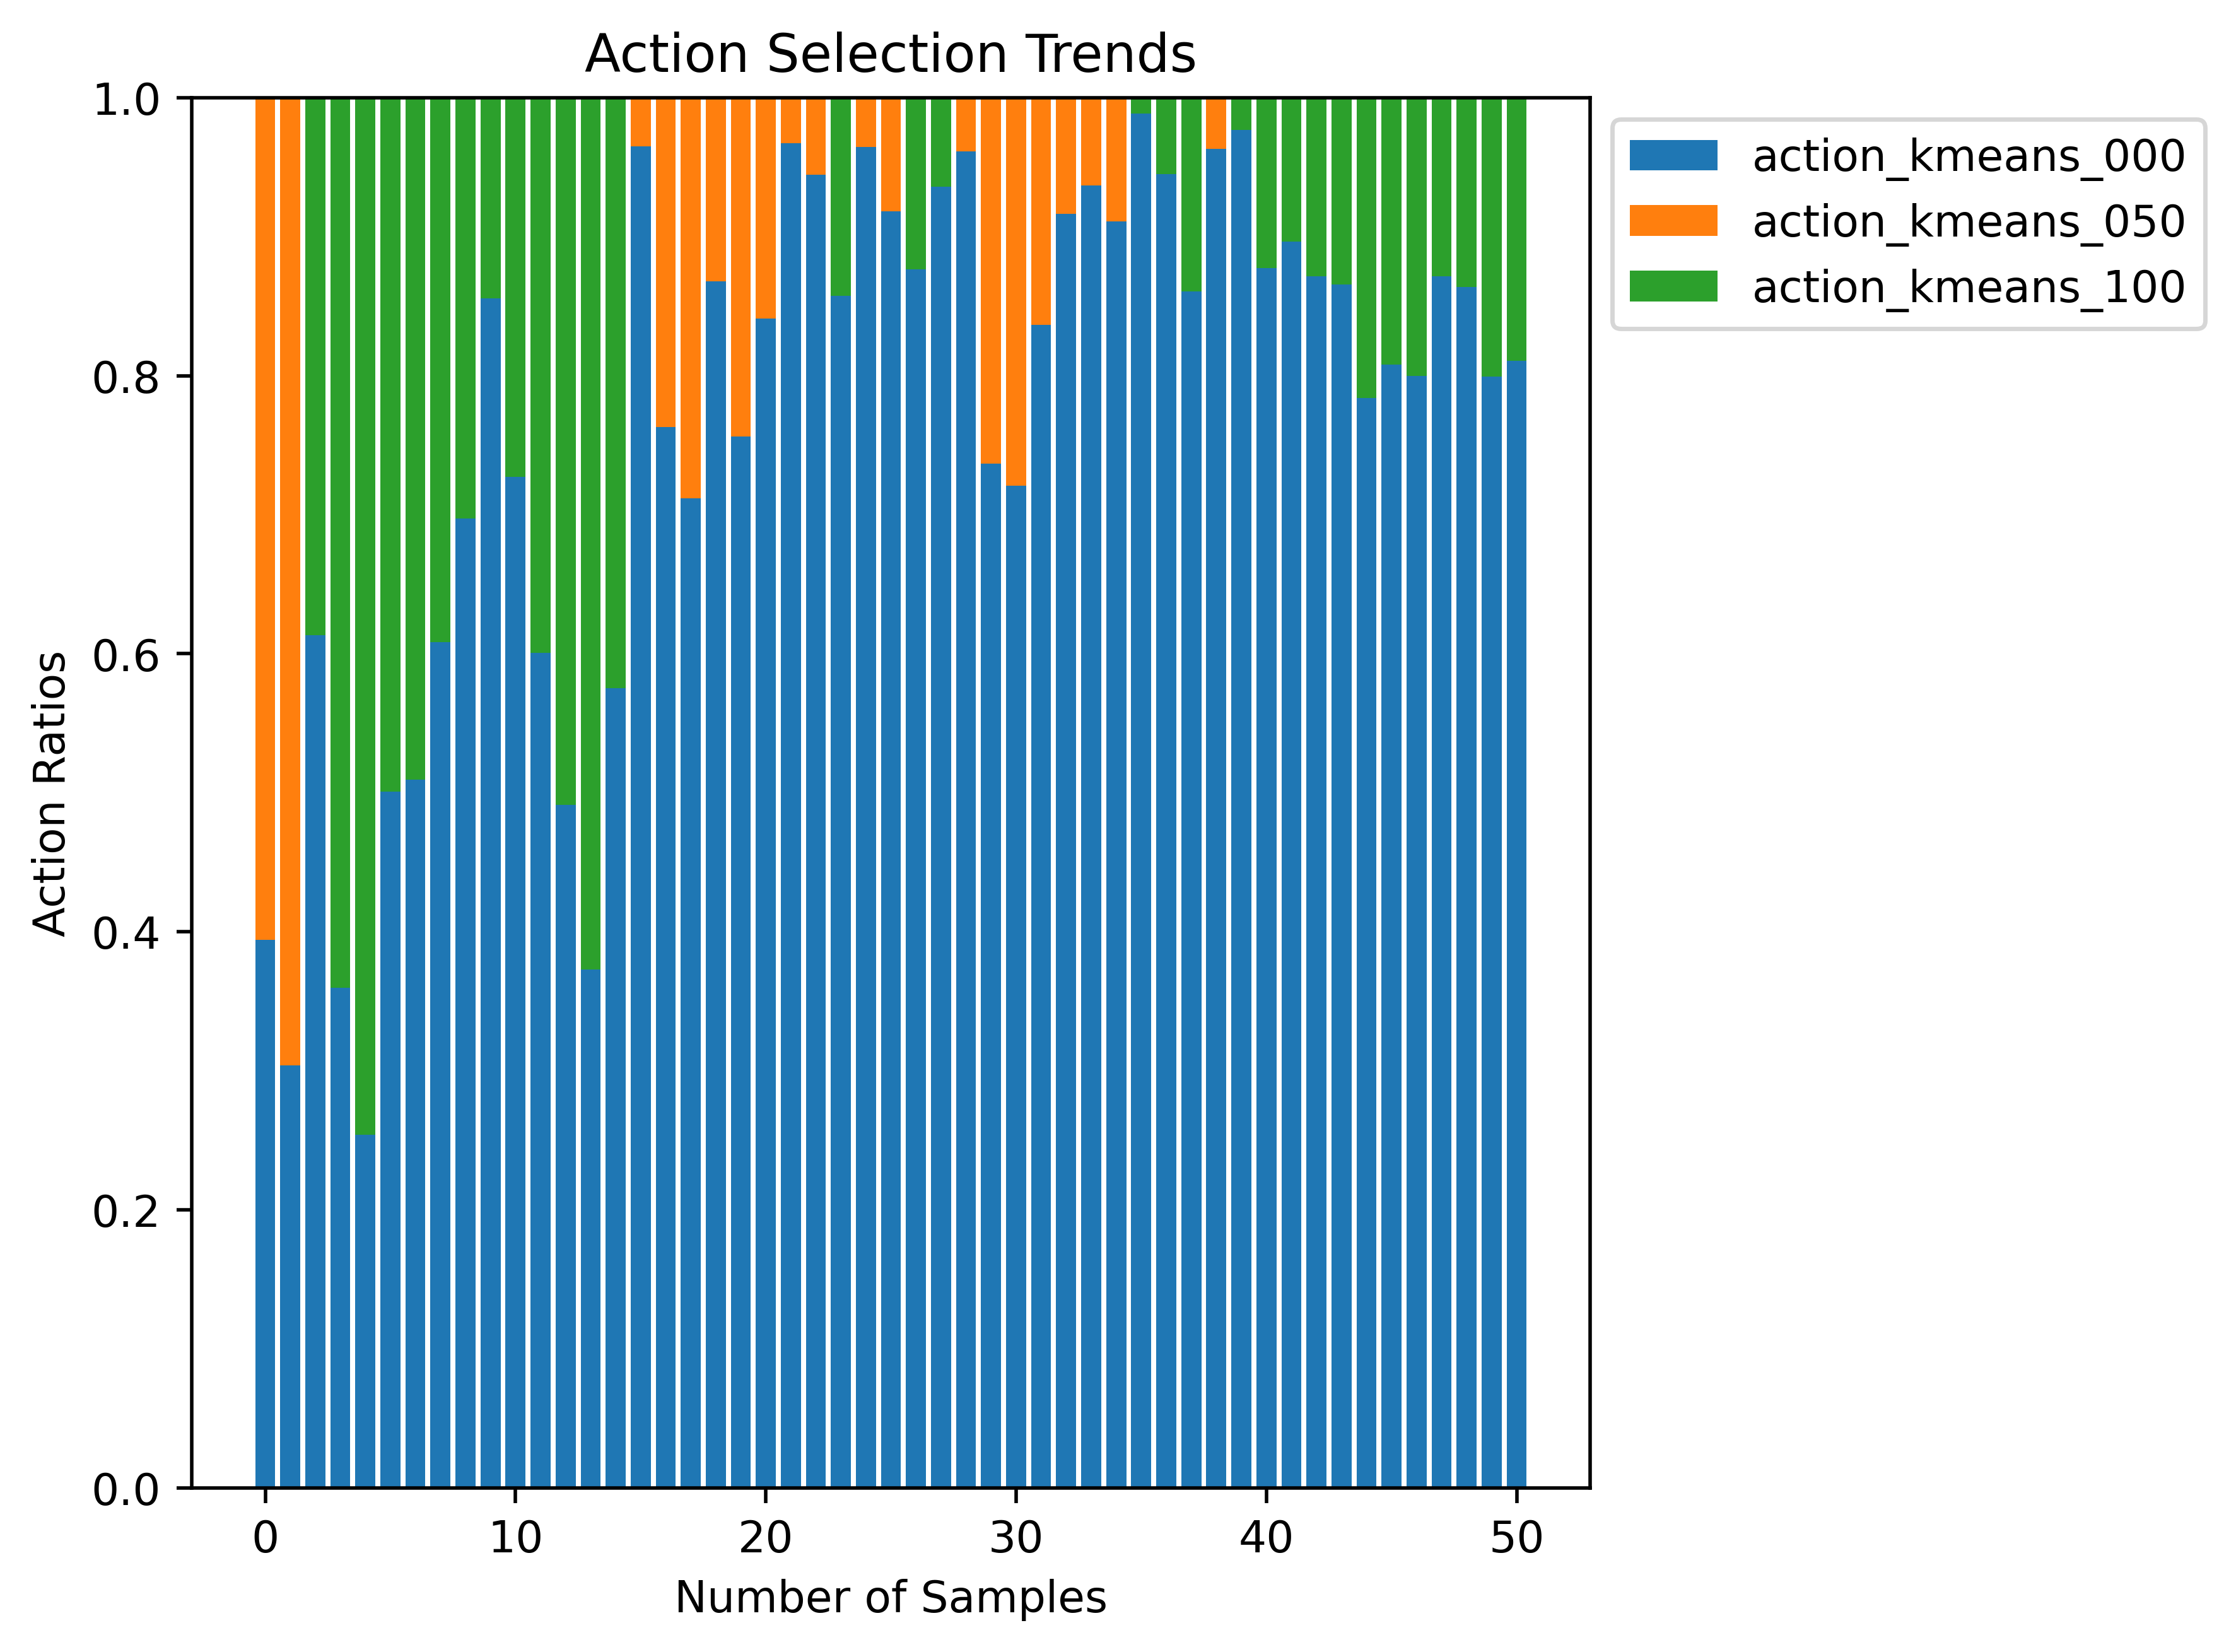 Action Selection Trends
1.0
0.8
0.6
0.4
0.2
0.0
Action Ratios
0 10 20 30 40 50
Number of Samples
action_kmeans_000
action_kmeans_050
action_kmeans_100